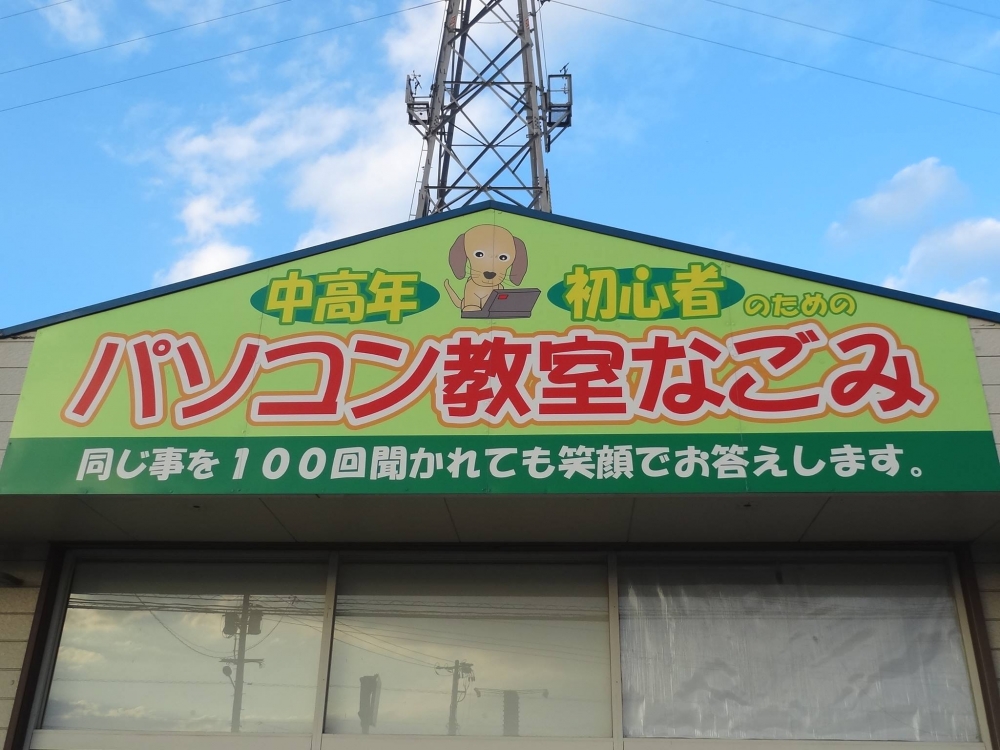 中高年 初心者のための
パソコン教室なごみ
同じ事を100回聞かれても笑顔でお答えします。